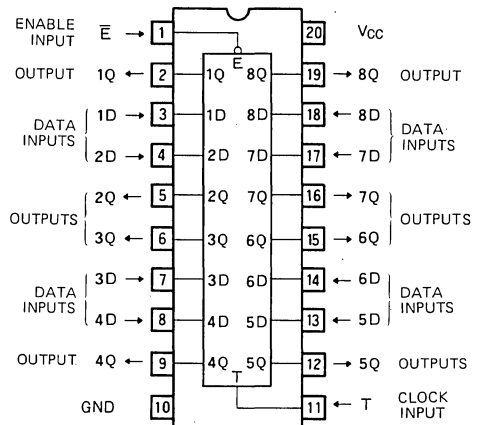 ENABLE INPUT E̅ 1 20 VCC
E
OUTPUT 1Q 2 1Q 8Q 19 8Q OUTPUT
1D 3 1D 8D 18 8D
DATA INPUTS DATA INPUTS
2D 4 2D 7D 17 7D
2Q 5 2Q 7Q 16 7Q
OUTPUTS OUTPUTS
3Q 6 3Q 6Q 15 6Q
3D 7 3D 6D 14 6D
DATA INPUTS DATA INPUTS
4D 8 4D 5D 13 5D
OUTPUT 4Q 9 4Q 5Q 12 5Q OUTPUTS
T
GND 10 11 T CLOCK INPUT